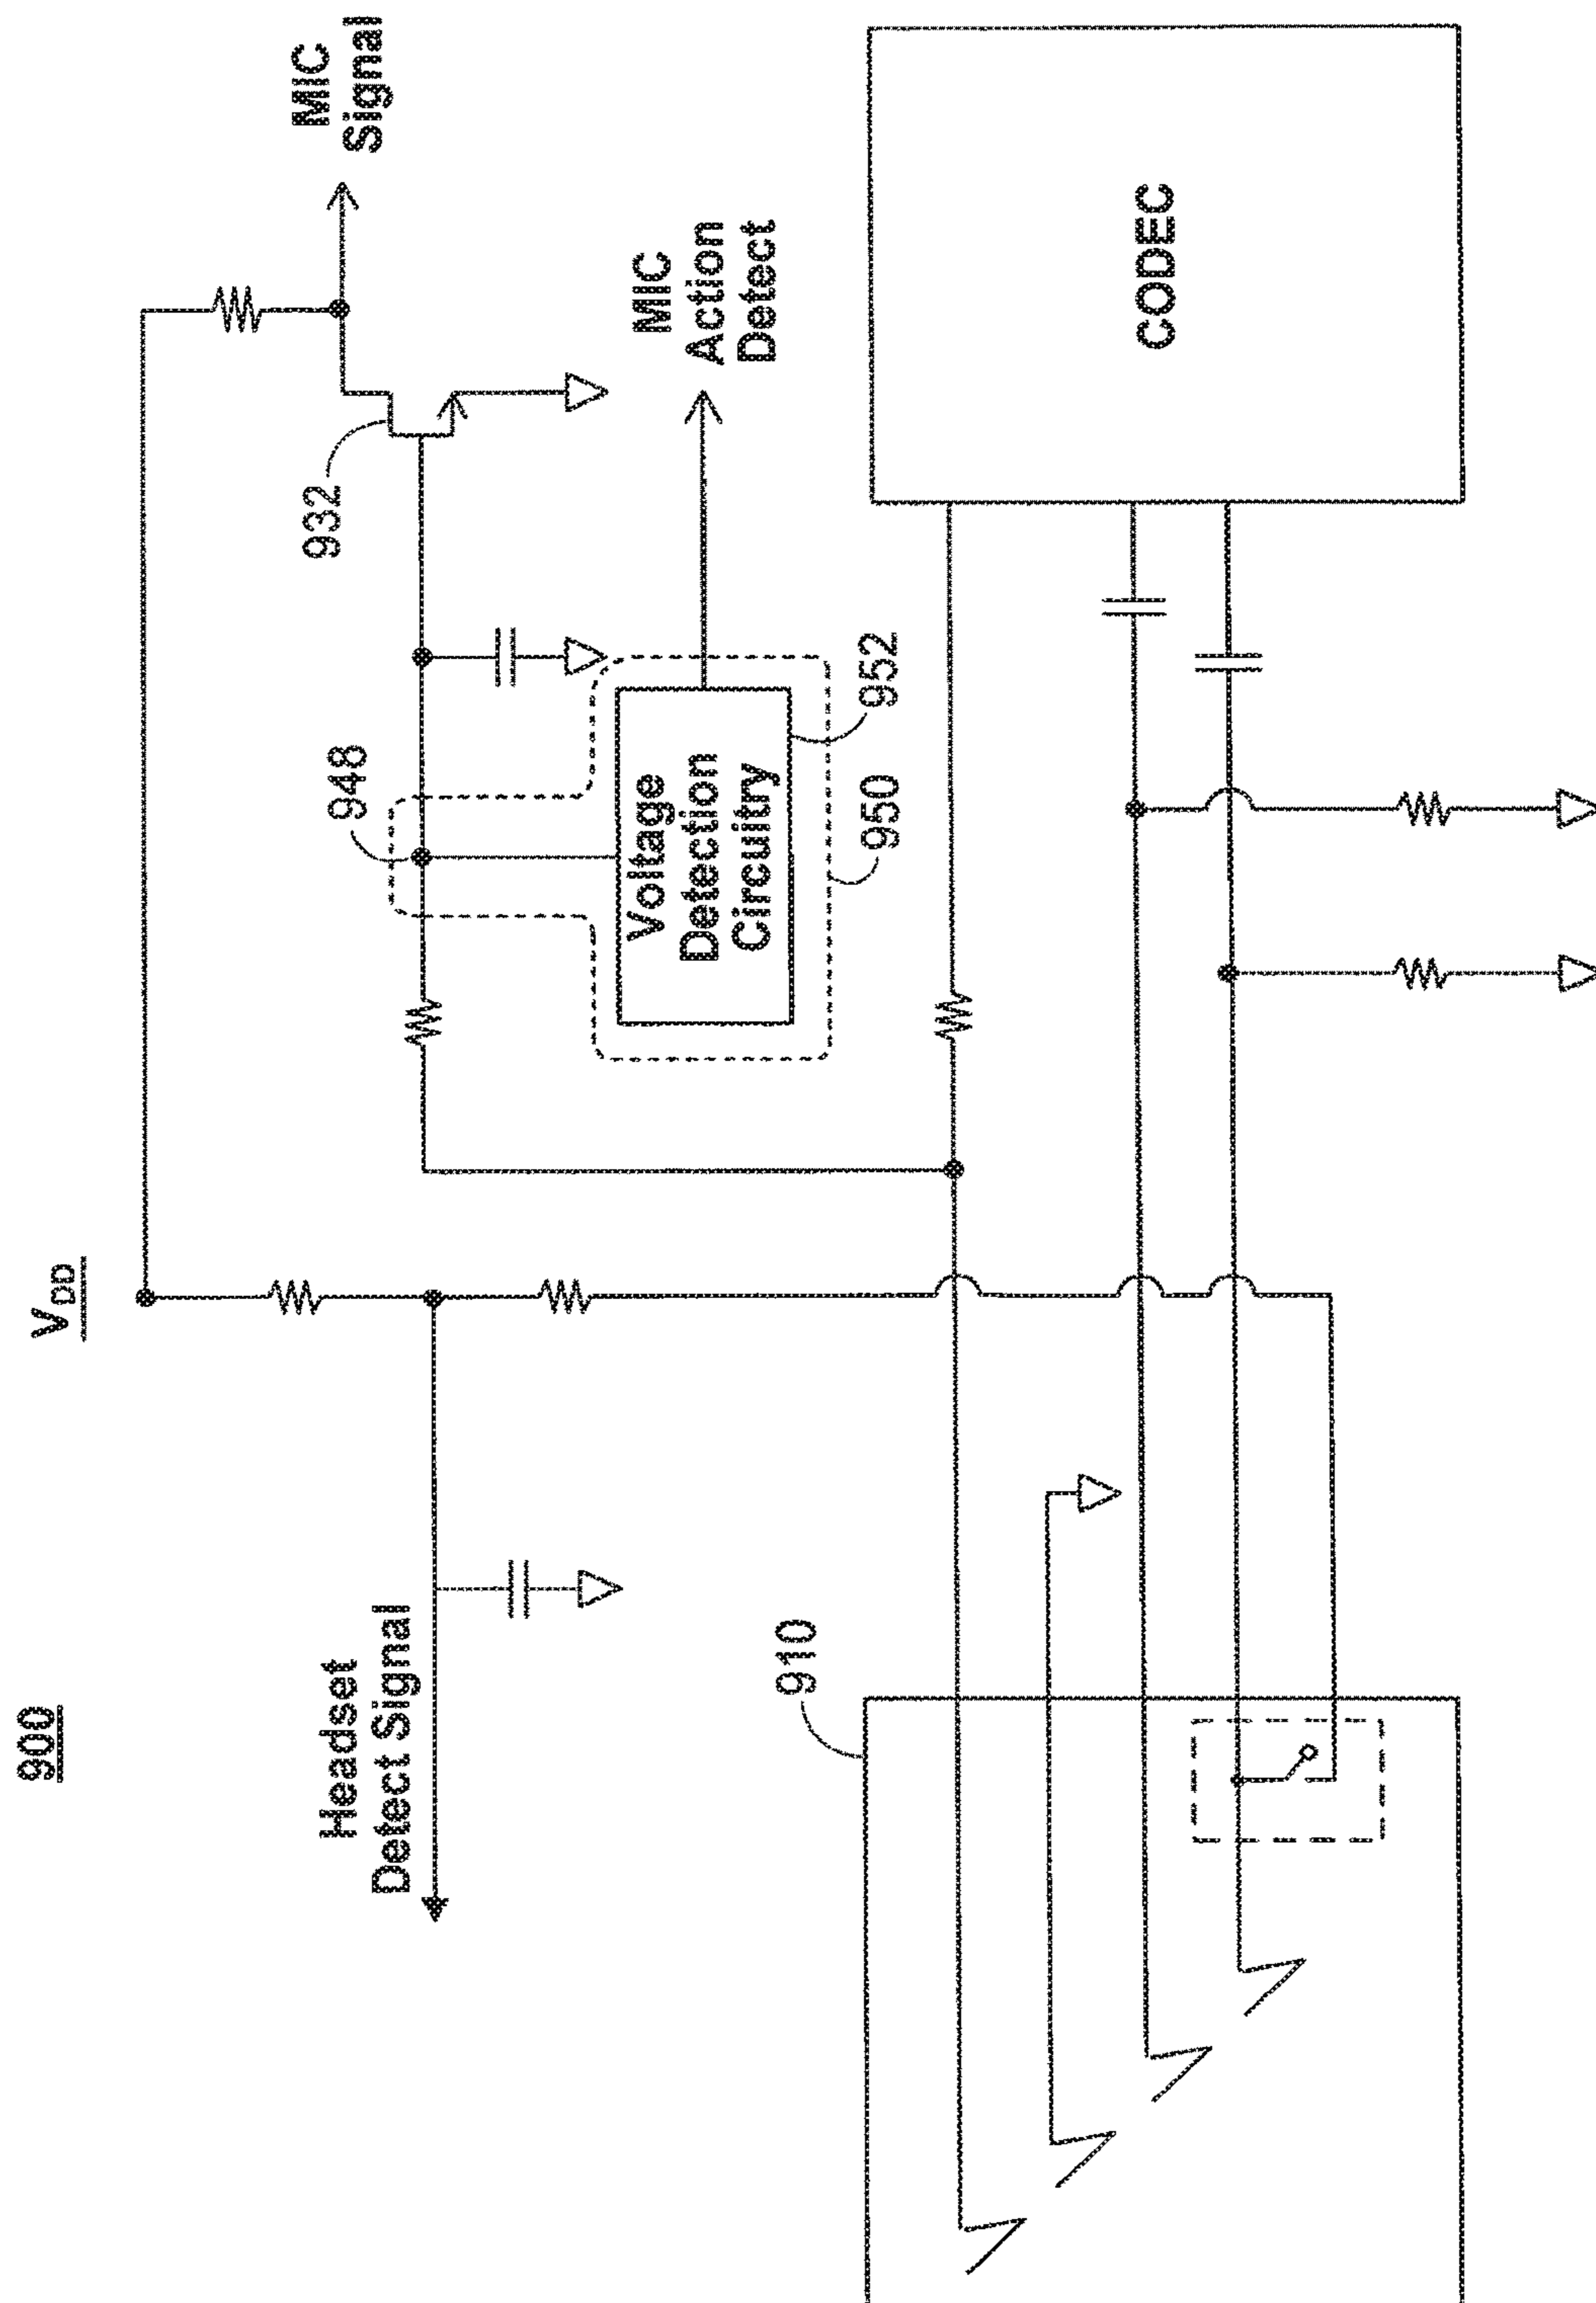 900
V_DD
MIC
Signal
932
948
MIC
Action
Detect
Voltage
Detection
Circuitry
952
950
Headset
Detect Signal
910
CODEC